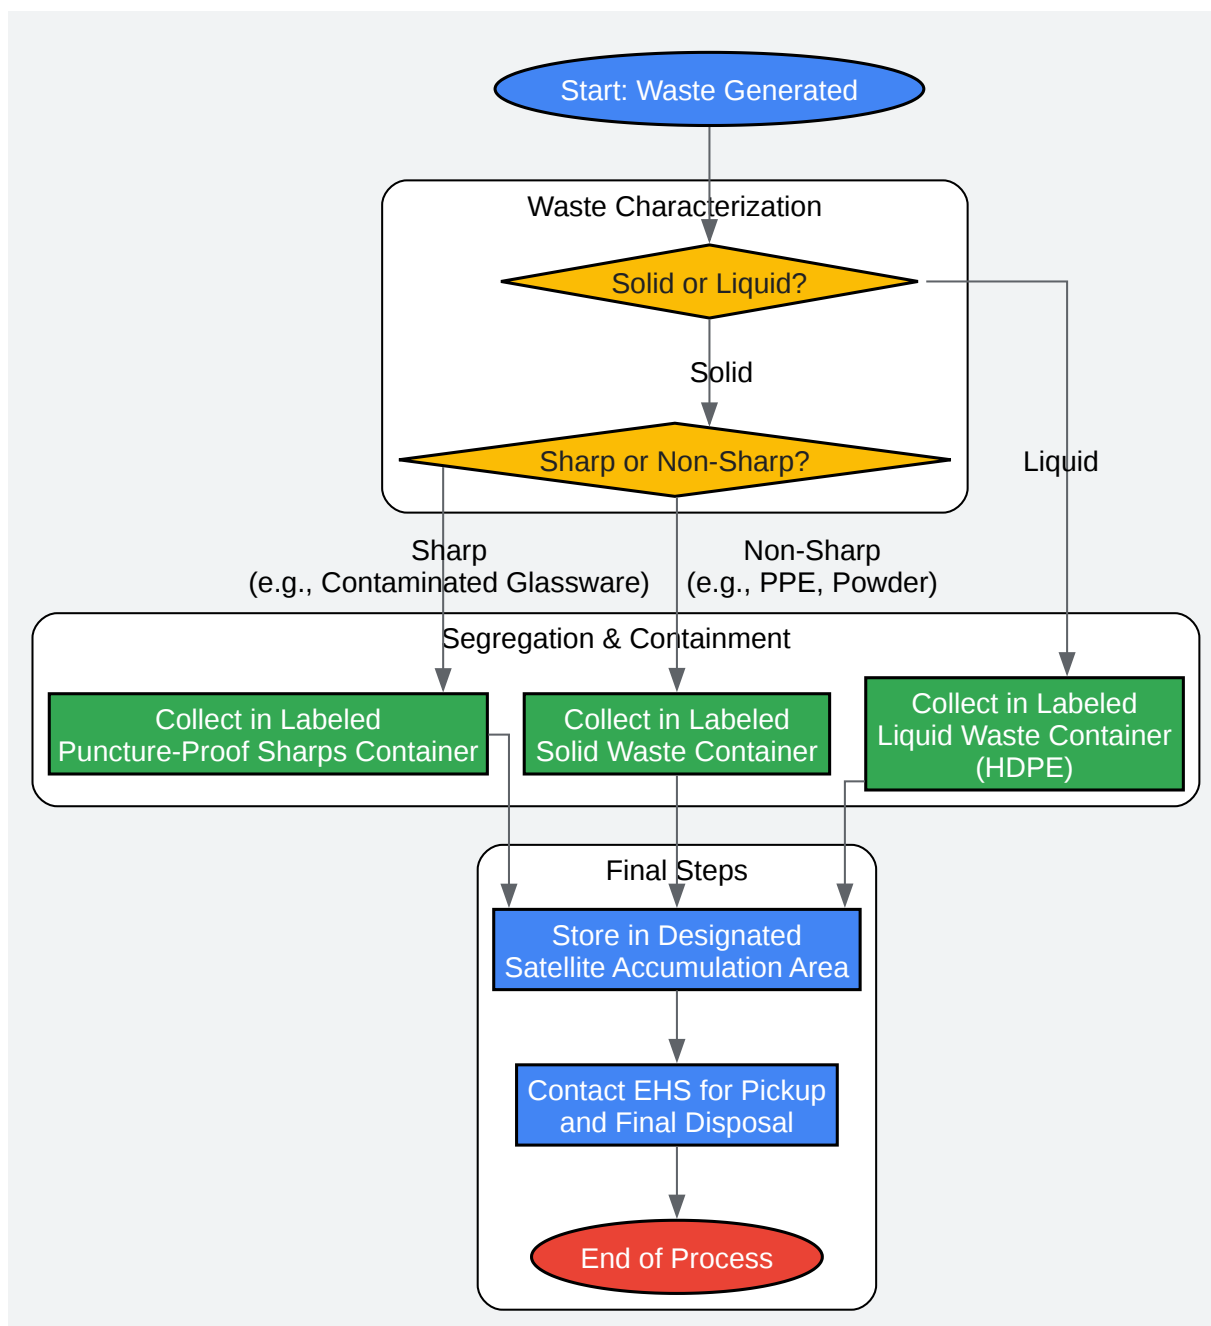 Start: Waste Generated
Waste Characterization
Solid or Liquid?
Solid
Sharp or Non-Sharp?
Liquid
Sharp
(e.g., Contaminated Glassware)
Non-Sharp
(e.g., PPE, Powder)
Segregation & Containment
Collect in Labeled
Puncture-Proof Sharps Container
Collect in Labeled
Solid Waste Container
Collect in Labeled
Liquid Waste Container
(HDPE)
Final Steps
Store in Designated
Satellite Accumulation Area
Contact EHS for Pickup
and Final Disposal
End of Process